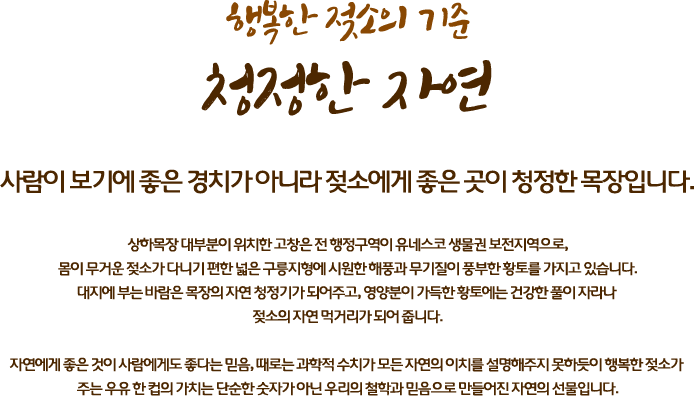 행복한 젖소의 기준
청정한 자연
사람이 보기에 좋은 경치가 아니라 젖소에게 좋은 곳이 청정한 목장입니다.
상하목장 대부분이 위치한 고창은 전 행정구역이 유네스코 생물권 보전지역으로,
몸이 무거운 젖소가 다니기 편한 넓은 구릉지형에 시원한 해풍과 무기질이 풍부한 황토를 가지고 있습니다.
대지에 부는 바람은 목장의 자연 청정기가 되어주고, 영양분이 가득한 황토에는 건강한 풀이 자라나
젖소의 자연 먹거리가 되어 줍니다.
자연에게 좋은 것이 사람에게도 좋다는 믿음, 때로는 과학적 수치가 모든 자연의 이치를 설명해주지 못하듯이 행복한 젖소가
주는 우유 한 컵의 가치는 단순한 숫자가 아닌 우리의 철학과 믿음으로 만들어진 자연의 선물입니다.